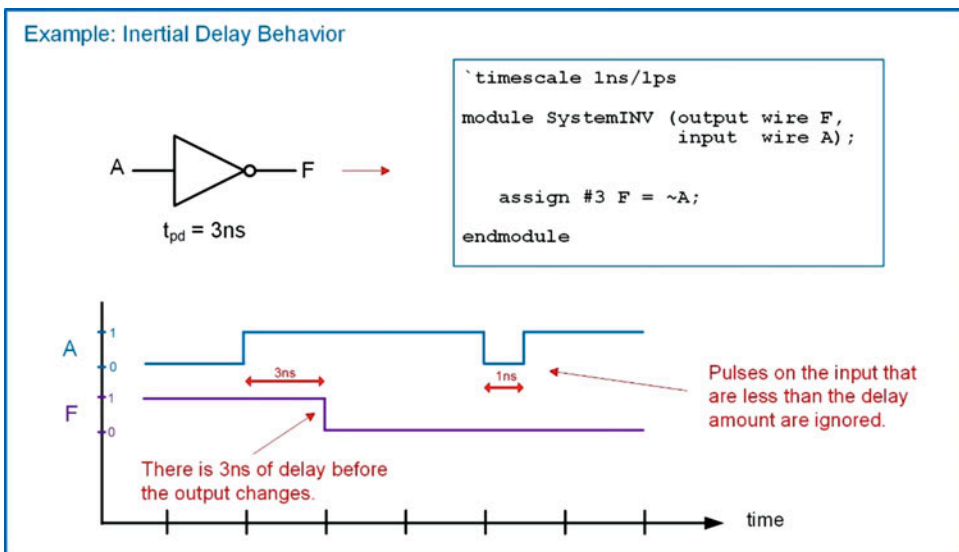 Example: Inertial Delay Behavior
`timescale 1ns/1ps
module SystemINV (output wire F,
input wire A);
assign #3 F = ~A;
endmodule
A
F
tpd = 3ns
A
1
0
3ns
1ns
F
1
0
Pulses on the input that
are less than the delay
amount are ignored.
There is 3ns of delay before
the output changes.
time